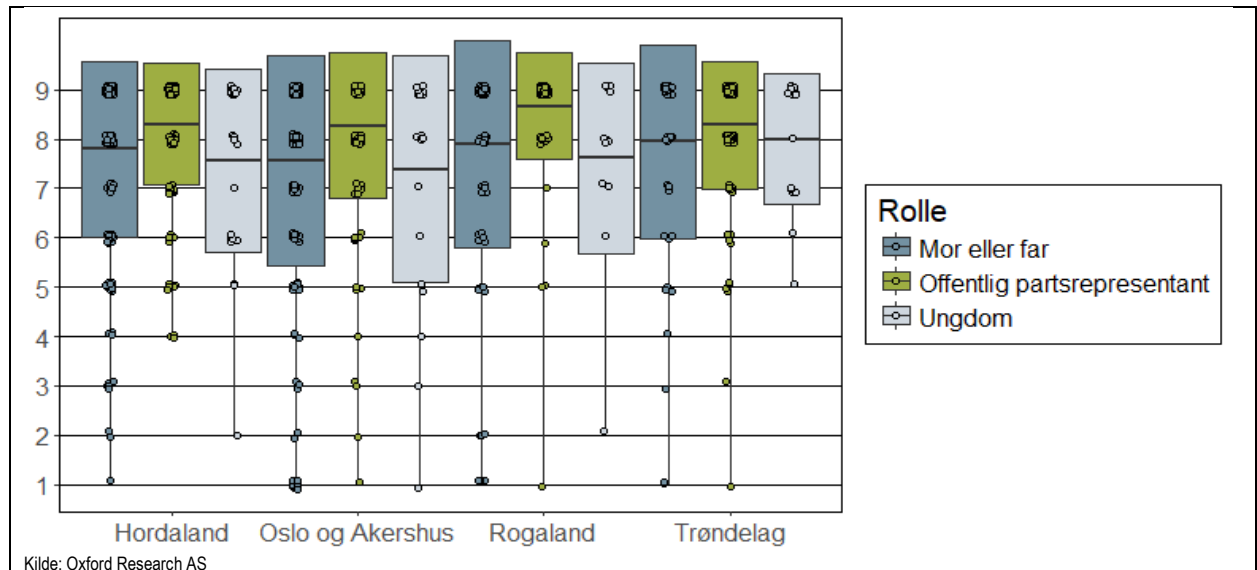 9
8
7
6
5
4
3
2
1
Hordaland Oslo og Akershus Rogaland Trøndelag
Rolle
Mor eller far
Offentlig partsrepresentant
Ungdom
Kilde: Oxford Research AS